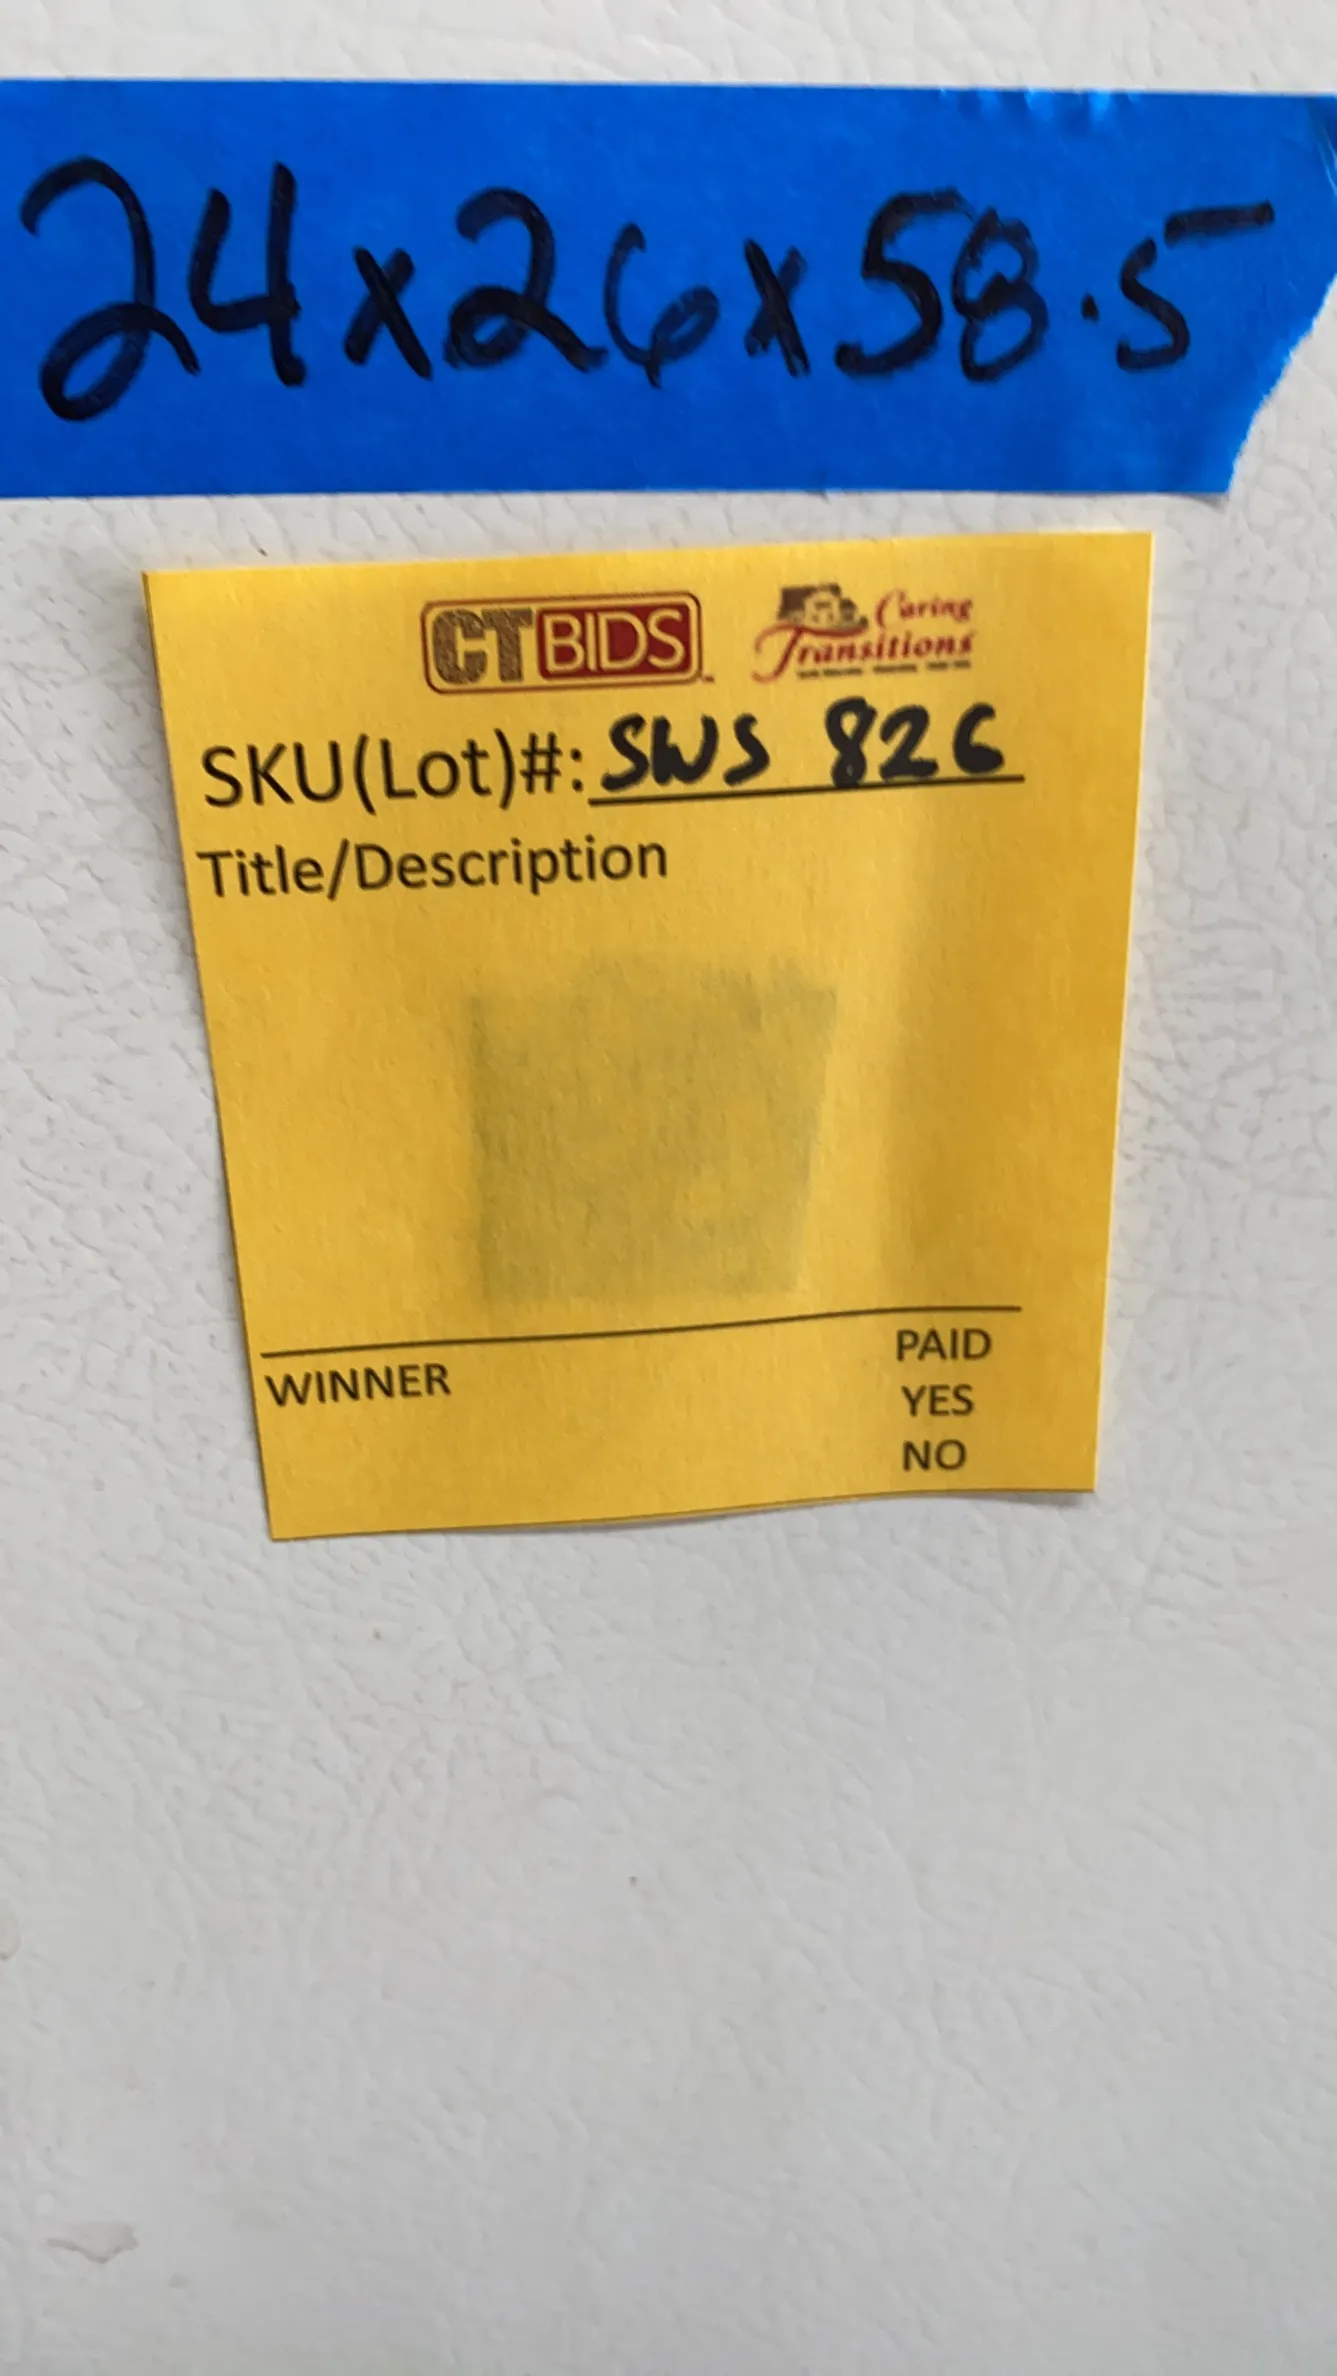 24x26x58.5
CTBIDS
Caring
Transitions
SKU(Lot)#: SWS 826
Title/Description
WINNER
PAID
YES
NO